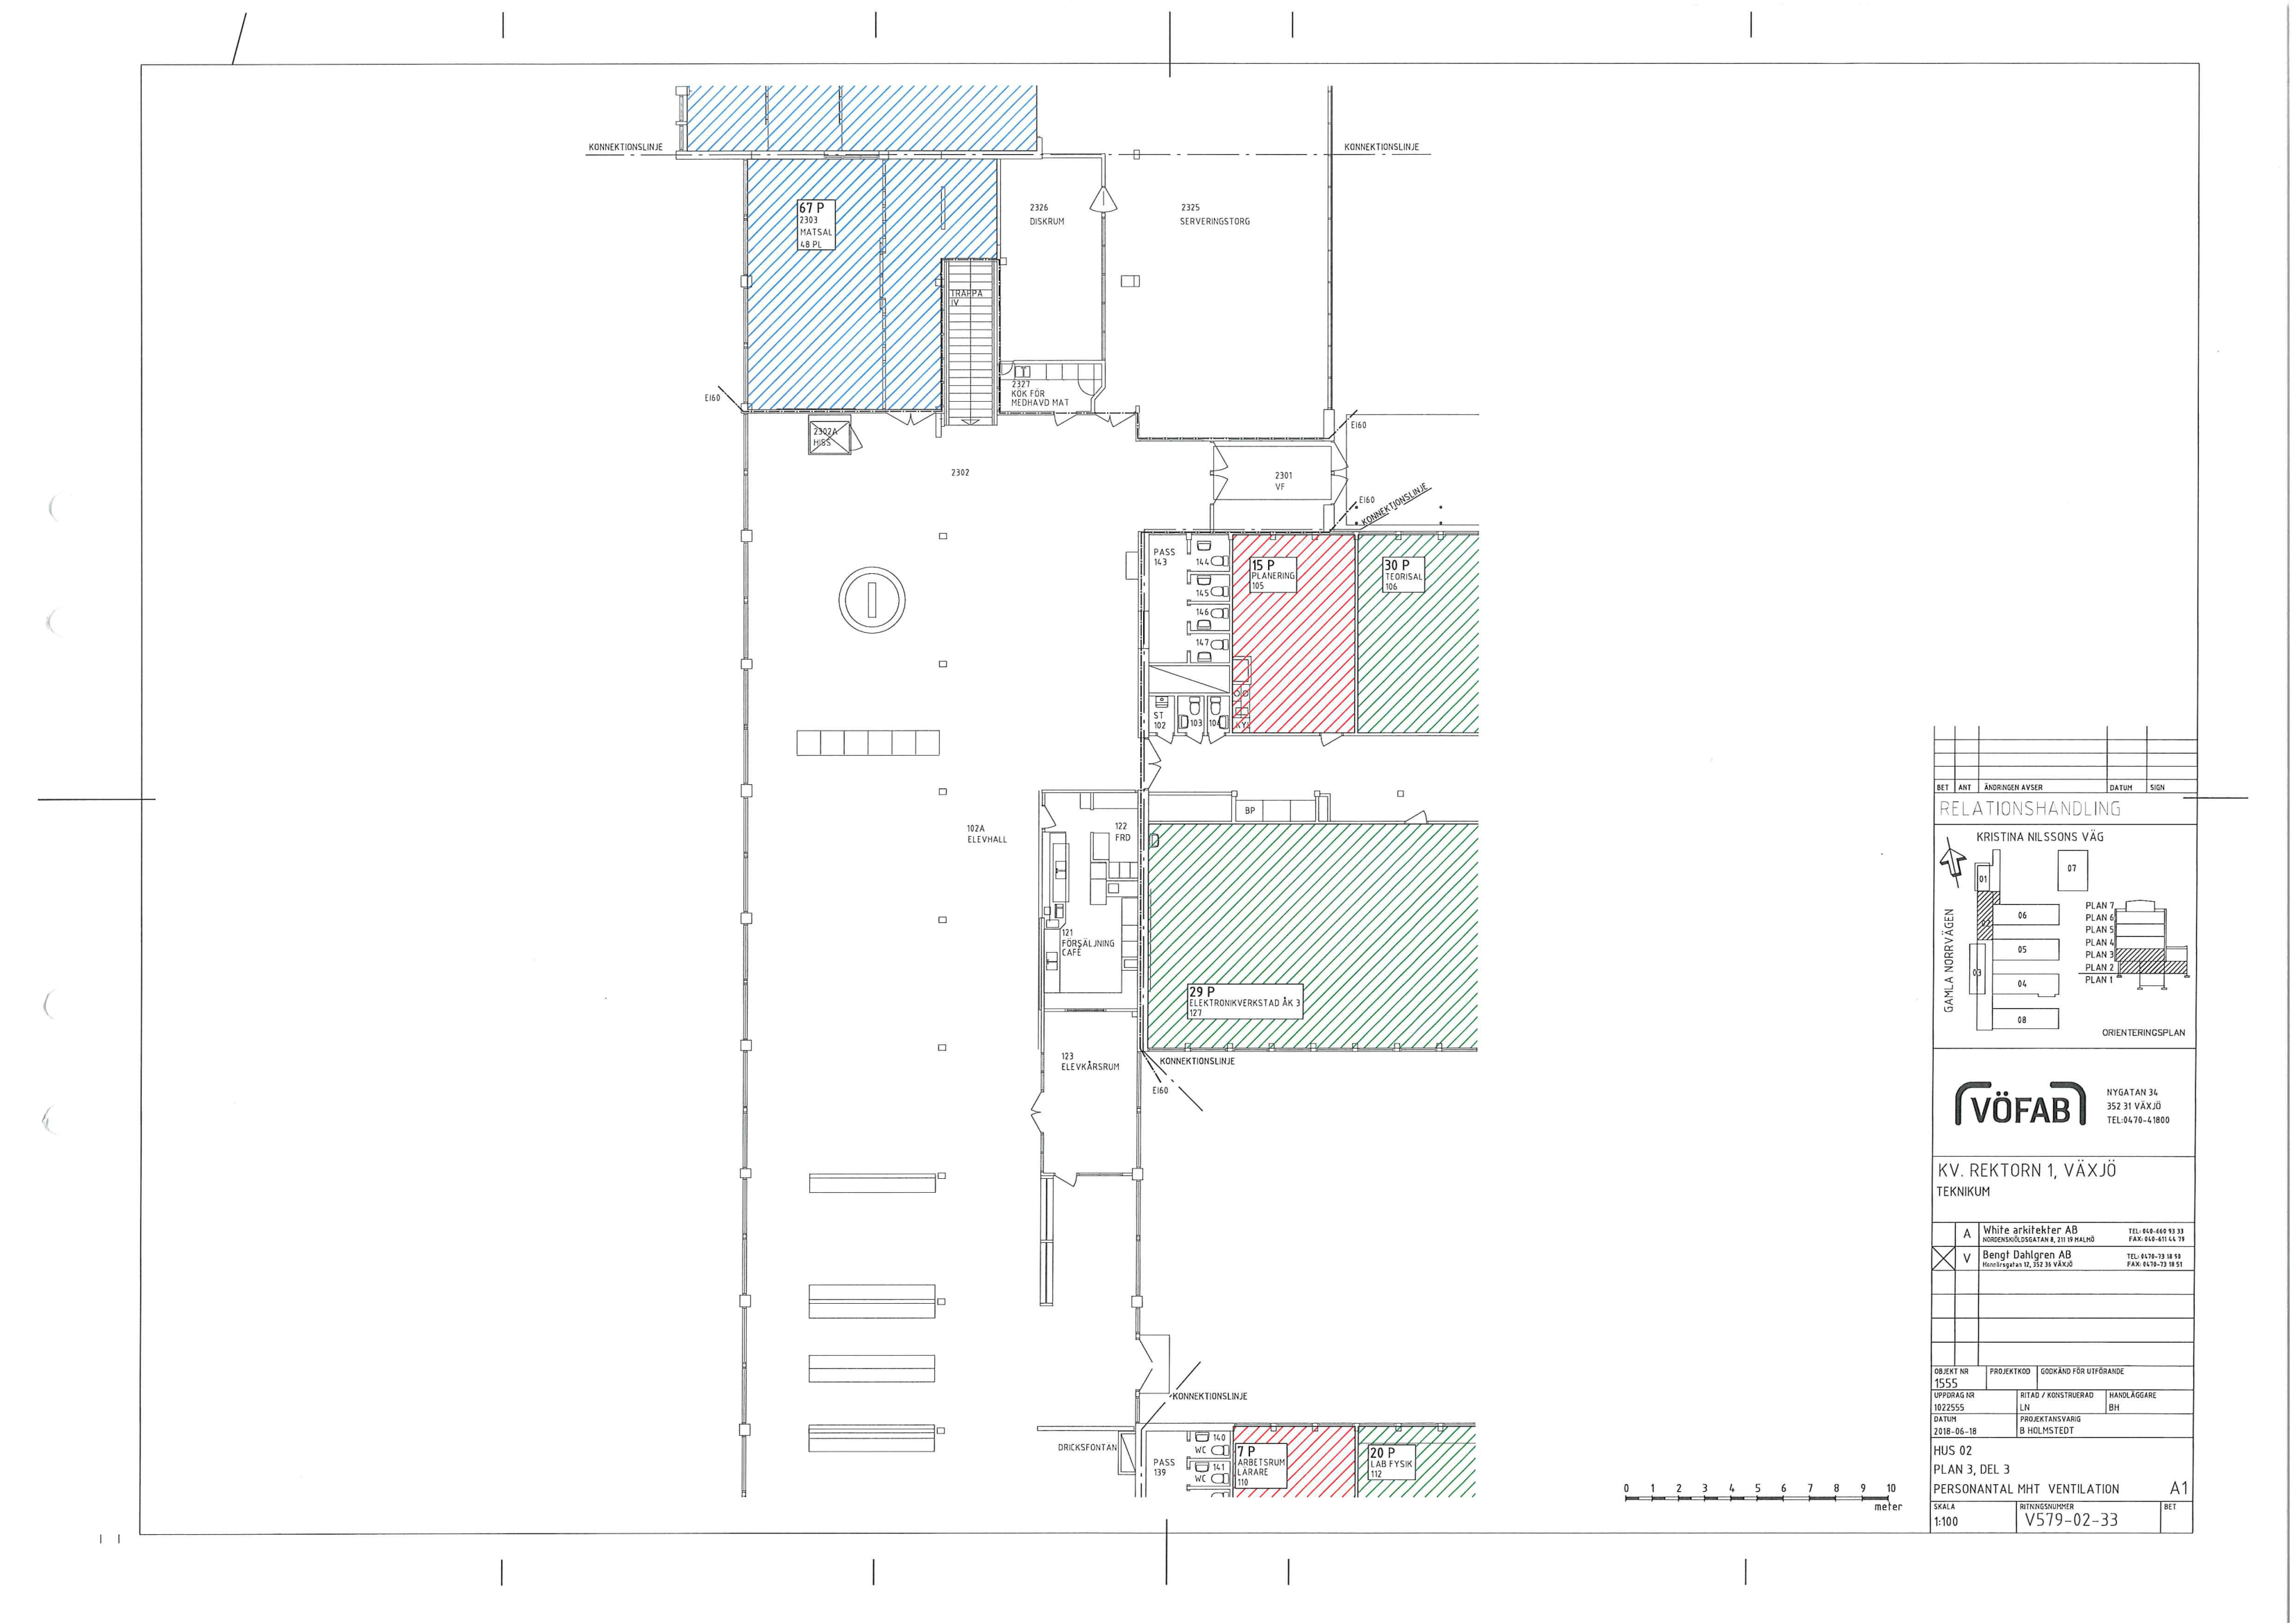 KONNEKTIONSLINJE
KONNEKTIONSLINJE
67 P
2303
MATSAL
48 PL
2326
DISKRUM
2325
SERVERINGSTORG
TRAPPA
IV
2327
KÖK FÖR
MEDHAVD MAT
EI60
2302A
HISS
EI60
2302
2301
VF
EI60
KONNEKTIONSLINJE
PASS
143
144
145
146
147
15 P
PLANERING
105
30 P
TEORISAL
106
ST
102
103
104
KYL
BP
102A
ELEVHALL
122
FRD
121
FÖRSÄLJNING
CAFÉ
29 P
ELEKTRONIKVERKSTAD ÅK 3
127
123
ELEVKÅRSRUM
KONNEKTIONSLINJE
EI60
KONNEKTIONSLINJE
DRICKSFONTÄN
PASS
139
140
WC
141
WC
7 P
ARBETSRUM
LÄRARE
110
20 P
LAB FYSIK
112
0 1 2 3 4 5 6 7 8 9 10
meter
BET ANT ÄNDRINGEN AVSER DATUM SIGN
RELATIONSHANDLING
KRISTINA NILSSONS VÄG
GAMLA NORRVÄGEN
01
07
02
06
05
03
04
08
PLAN 7
PLAN 6
PLAN 5
PLAN 4
PLAN 3
PLAN 2
PLAN 1
ORIENTERINGSPLAN
VÖFAB
NYGATAN 34
352 31 VÄXJÖ
TEL:0470-41800
KV. REKTORN 1, VÄXJÖ
TEKNIKUM
A White arkitekter AB TEL: 040-660 93 33
NORDENSKIÖLDSGATAN 8, 211 19 MALMÖ FAX: 040-611 44 79
V Bengt Dahlgren AB TEL: 0470-73 18 50
12, 352 36 VÄXJÖ FAX: 0470-73 18 51
OBJEKT NR PROJEKTKOD GODKÄND FÖR UTFÖRANDE
1555
UPPDRAG NR RITAD / KONSTRUERAD HANDLÄGGARE
1022555 LN BH
DATUM PROJEKTANSVARIG
2018-06-18 B HOLMSTEDT
HUS 02
PLAN 3, DEL 3
PERSONANTAL MHT VENTILATION A1
SKALA RITNINGSNUMMER BET
1:100 V579-02-33